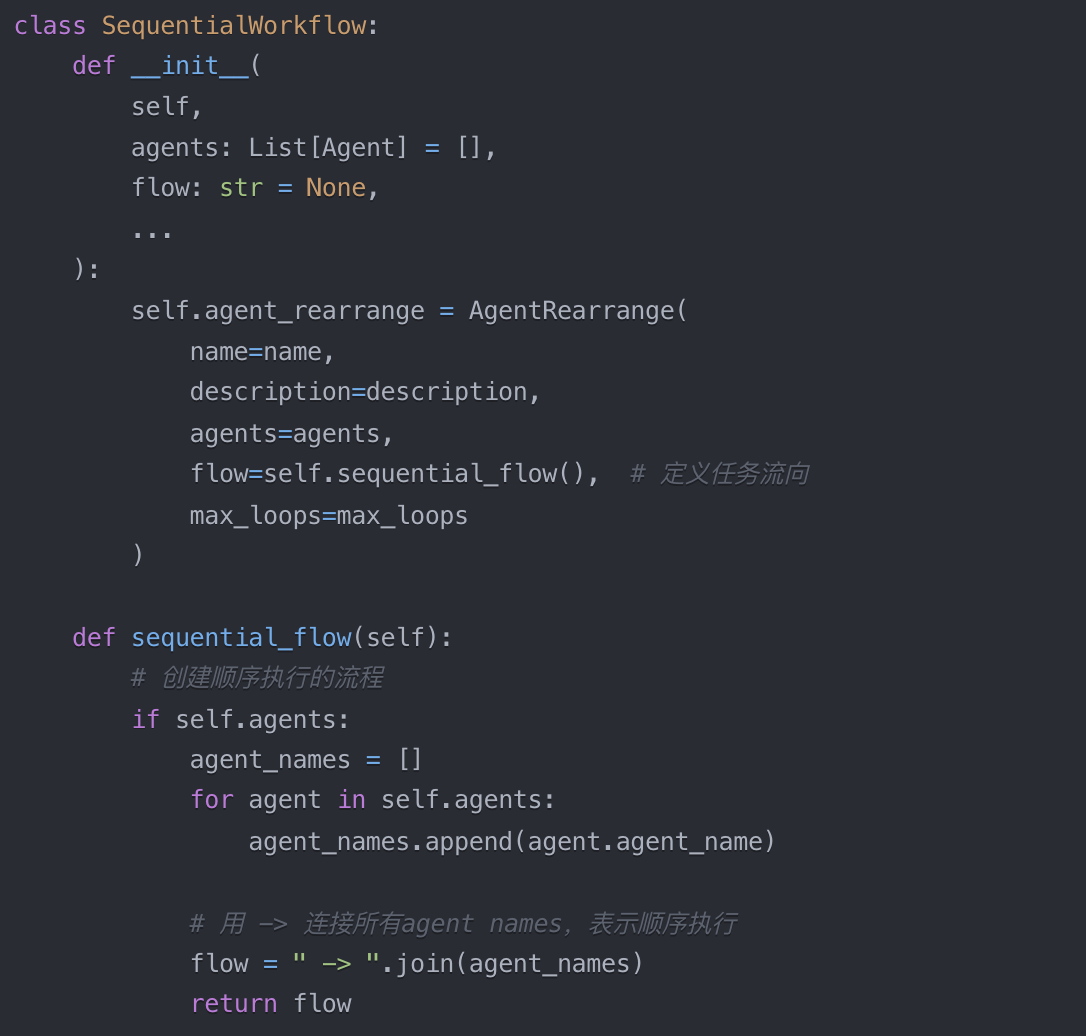 class SequentialWorkflow:
    def __init__(
        self,
        agents: List[Agent] = [],
        flow: str = None,
        ...
    ):
        self.agent_rearrange = AgentRearrange(
            name=name,
            description=description,
            agents=agents,
            flow=self.sequential_flow(),  # 定义任务流向
            max_loops=max_loops
        )

    def sequential_flow(self):
        # 创建顺序执行的流程
        if self.agents:
            agent_names = []
            for agent in self.agents:
                agent_names.append(agent.agent_name)

            # 用 -> 连接所有agent names，表示顺序执行
            flow = " -> ".join(agent_names)
            return flow